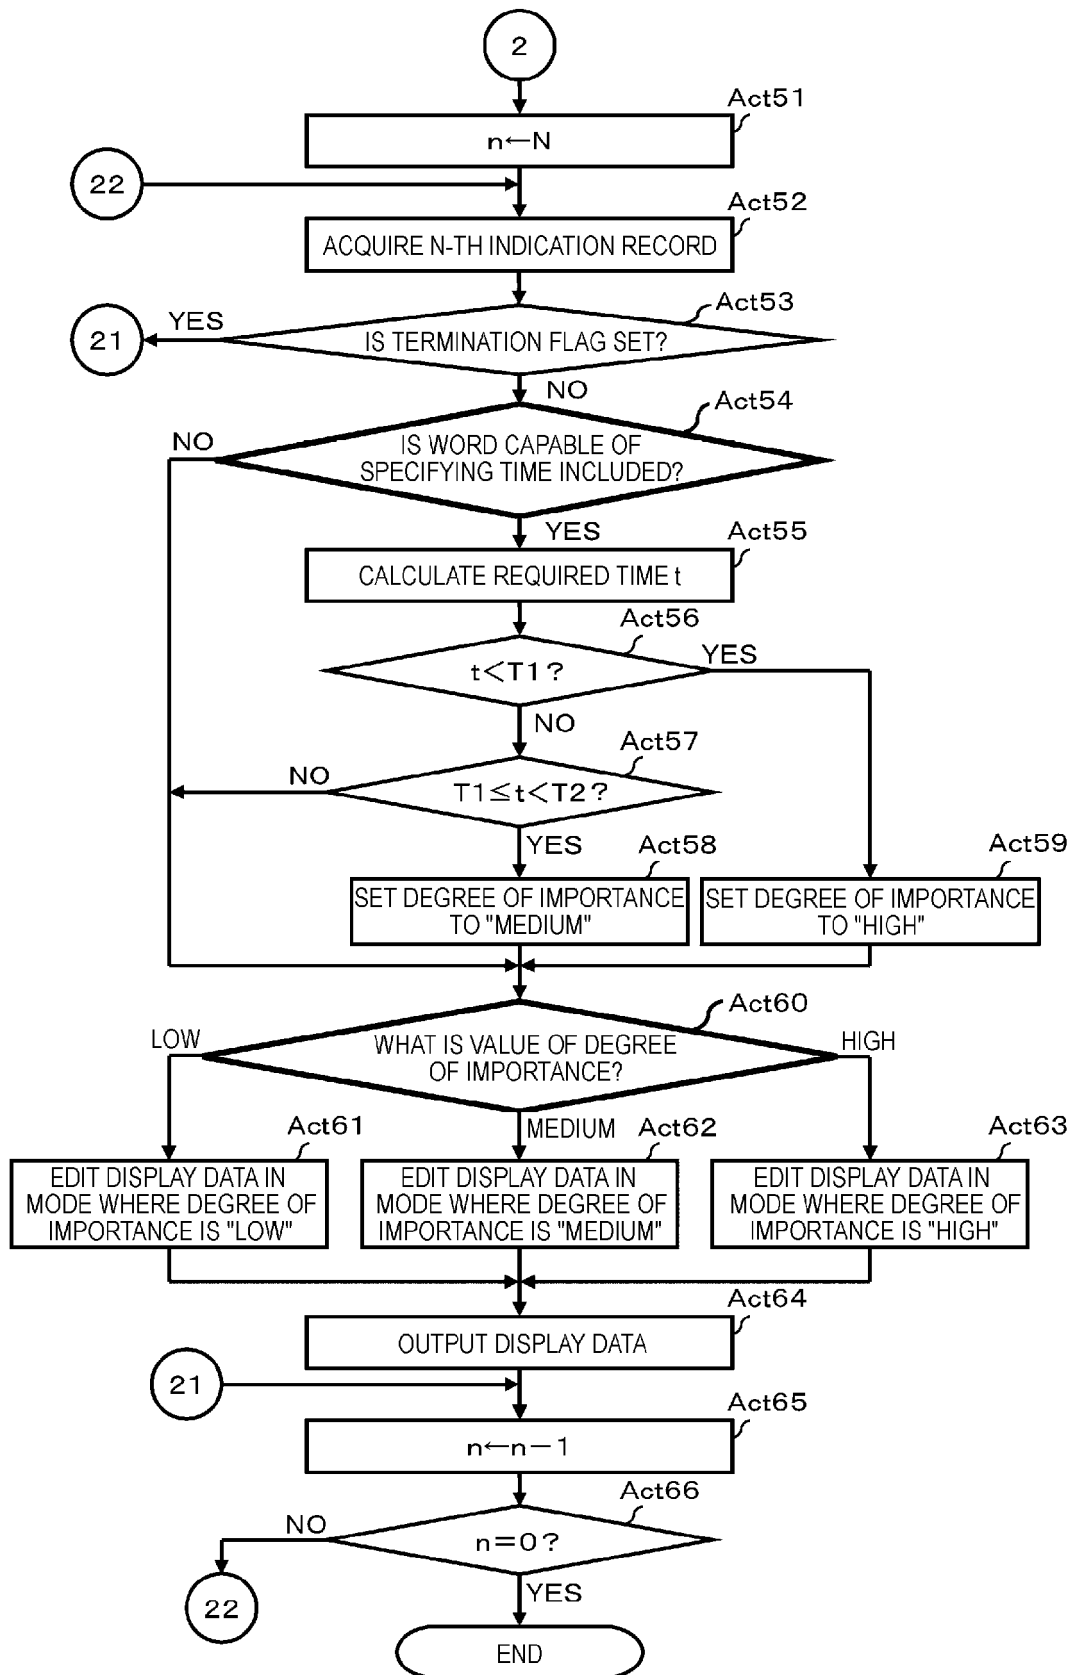 2
Act51
n←N
22
Act52
ACQUIRE N-TH INDICATION RECORD
Act53
YES
21
IS TERMINATION FLAG SET?
NO
Act54
NO
IS WORD CAPABLE OF
SPECIFYING TIME INCLUDED?
YES
Act55
CALCULATE REQUIRED TIME t
Act56
YES
t<T1?
NO
Act57
NO
T1≦t<T2?
YES
Act58
Act59
SET DEGREE OF IMPORTANCE
TO "MEDIUM"
SET DEGREE OF IMPORTANCE
TO "HIGH"
Act60
LOW
WHAT IS VALUE OF DEGREE
OF IMPORTANCE?
HIGH
MEDIUM
Act61
Act62
Act63
EDIT DISPLAY DATA IN
MODE WHERE DEGREE OF
IMPORTANCE IS "LOW"
EDIT DISPLAY DATA IN
MODE WHERE DEGREE OF
IMPORTANCE IS "MEDIUM"
EDIT DISPLAY DATA IN
MODE WHERE DEGREE OF
IMPORTANCE IS "HIGH"
Act64
OUTPUT DISPLAY DATA
21
Act65
n←n−1
Act66
NO
n=0?
YES
22
END